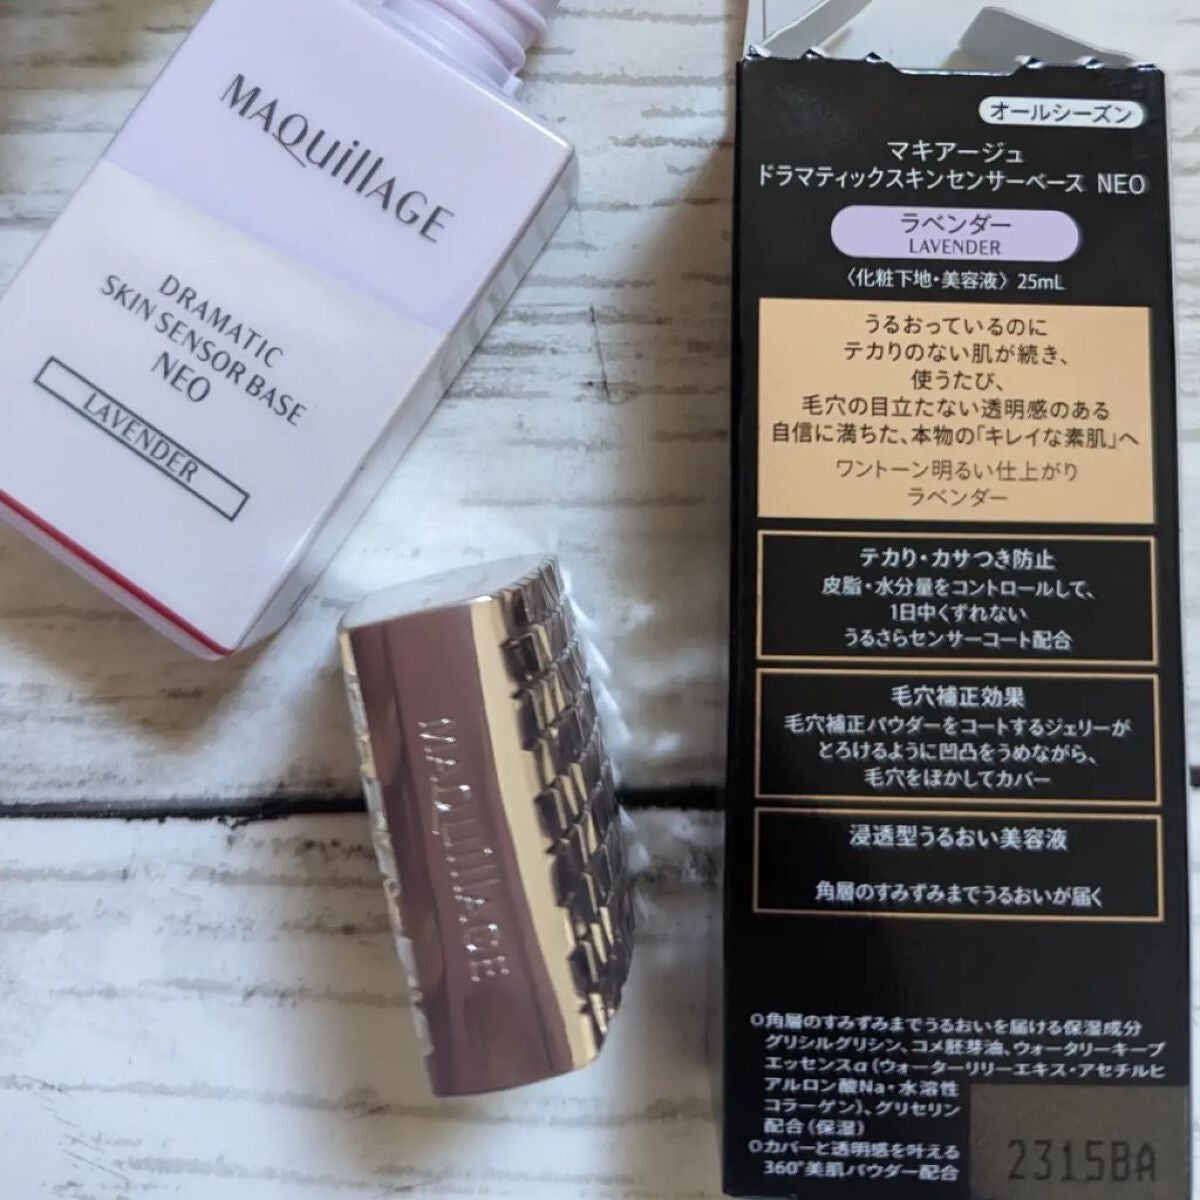 MAQuillAGE
DRAMATIC
SKIN SENSOR BASE
NEO
LAVENDER
MAQuillAGE
オールシーズン
マキアージュ
ドラマティックスキンセンサーベース NEO
ラベンダー
LAVENDER
〈化粧下地・美容液〉 25mL
うるおっているのに
テカりのない肌が続き、
使うたび、
毛穴の目立たない透明感のある
自信に満ちた、本物の「キレイな素肌」へ
ワントーン明るい仕上がり
ラベンダー
テカリ・カサつき防止
皮脂・水分量をコントロールして、
1日中くずれない
うるさらセンサーコート配合
毛穴補正効果
毛穴補正パウダーをコートするジェリーが
とろけるように凹凸をうめながら、
毛穴をぼかしてカバー
浸透型うるおい美容液
角層のすみずみまでうるおいが届く
○角層のすみずみまでうるおいを届ける保湿成分
グリシルグリシン、コメ胚芽油、ウォータリーキープ
エッセンスα（ウォーターリリーエキス・アセチルヒ
アルロン酸Na・水溶性
コラーゲン）、グリセリン
配合（保湿）
○カバーと透明感を叶える
360°美肌パウダー配合
2315BA